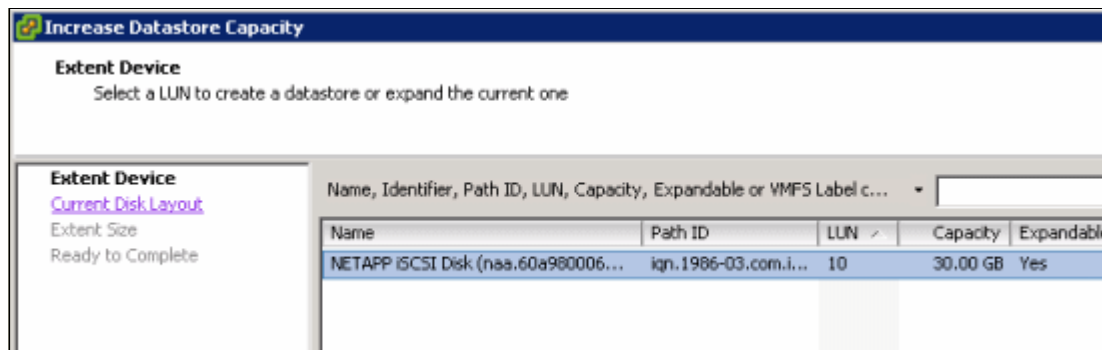 Increase Datastore Capacity
Extent Device
Select a LUN to create a datastore or expand the current one
Extent Device
Current Disk Layout
Extent Size
Ready to Complete
Name, Identifier, Path ID, LUN, Capacity, Expandable or VMFS Label c...
Name Path ID LUN Capacity Expandable
NETAPP iSCSI Disk (naa.60a980006... iqn.1986-03.com.i... 10 30.00 GB Yes